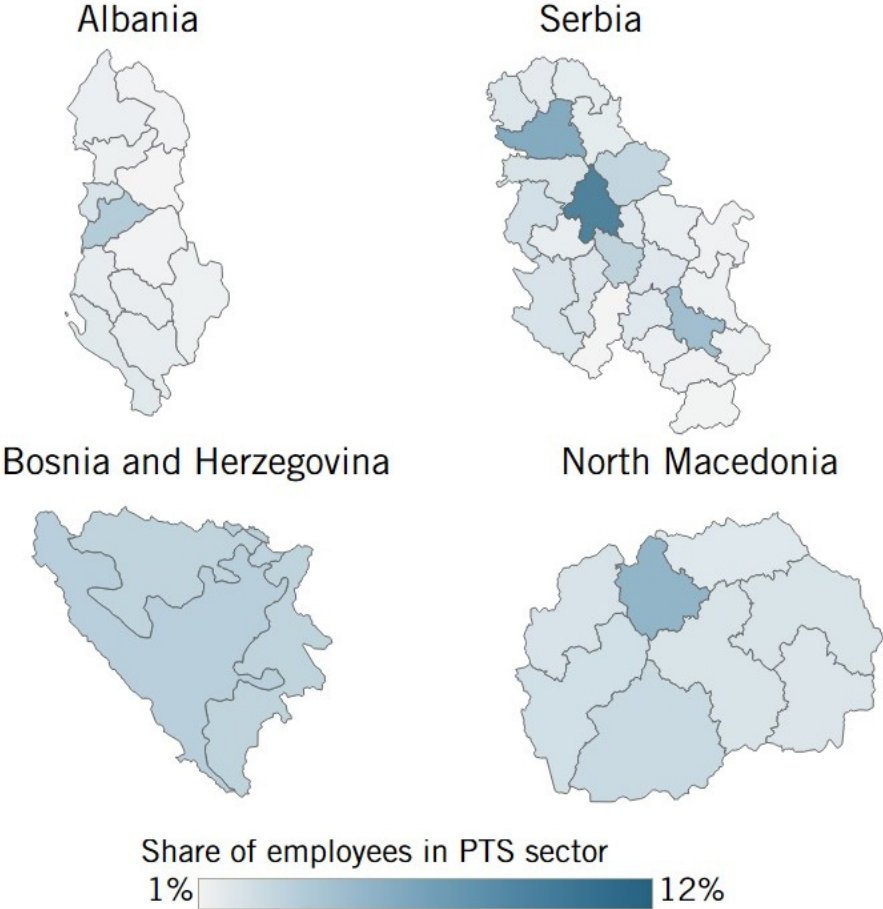 Albania
Serbia
Bosnia and Herzegovina
North Macedonia
Share of employees in PTS sector
1%
12%